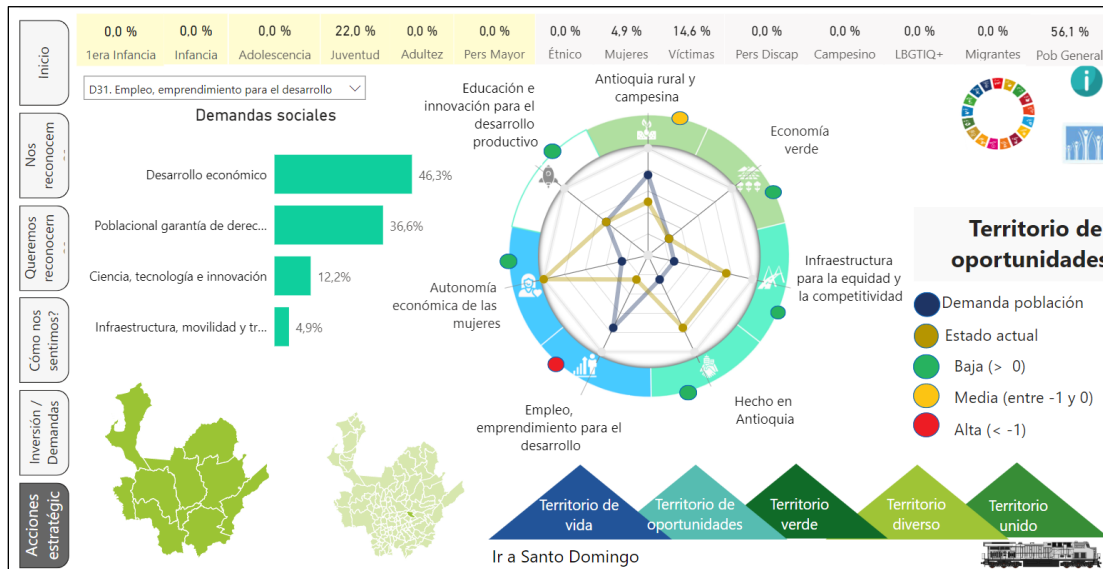 0,0 % 0,0 % 0,0 % 22,0 % 0,0 % 0,0 % 0,0 % 4,9 % 14,6 % 0,0 % 0,0 % 0,0 % 0,0 % 56,1 %
1era Infancia Infancia Adolescencia Juventud Adultez Pers Mayor Étnico Mujeres Víctimas Pers Discap Campesino LBGTIQ+ Migrantes Pob General
Inicio
Nos
reconocem
...
Queremos
reconocern
...
Cómo nos
sentimos?
Inversión /
Demandas
Acciones
estratégic
D31. Empleo, emprendimiento para el desarrollo
Demandas sociales
Desarrollo económico 46,3%
Poblacional garantía de derec... 36,6%
Ciencia, tecnología e innovación 12,2%
Infraestructura, movilidad y tr... 4,9%
Antioquia rural y
campesina
Educación e
innovación para el
desarrollo
productivo
Economía
verde
Infraestructura
para la equidad y
la competitividad
Autonomía
económica de las
mujeres
Hecho en
Antioquia
Empleo,
emprendimiento para el
desarrollo
Territorio de
oportunidades
Demanda población
Estado actual
Baja (> 0)
Media (entre -1 y 0)
Alta (< -1)
Territorio de
vida
Territorio de
oportunidades
Territorio
verde
Territorio
diverso
Territorio
unido
Ir a Santo Domingo